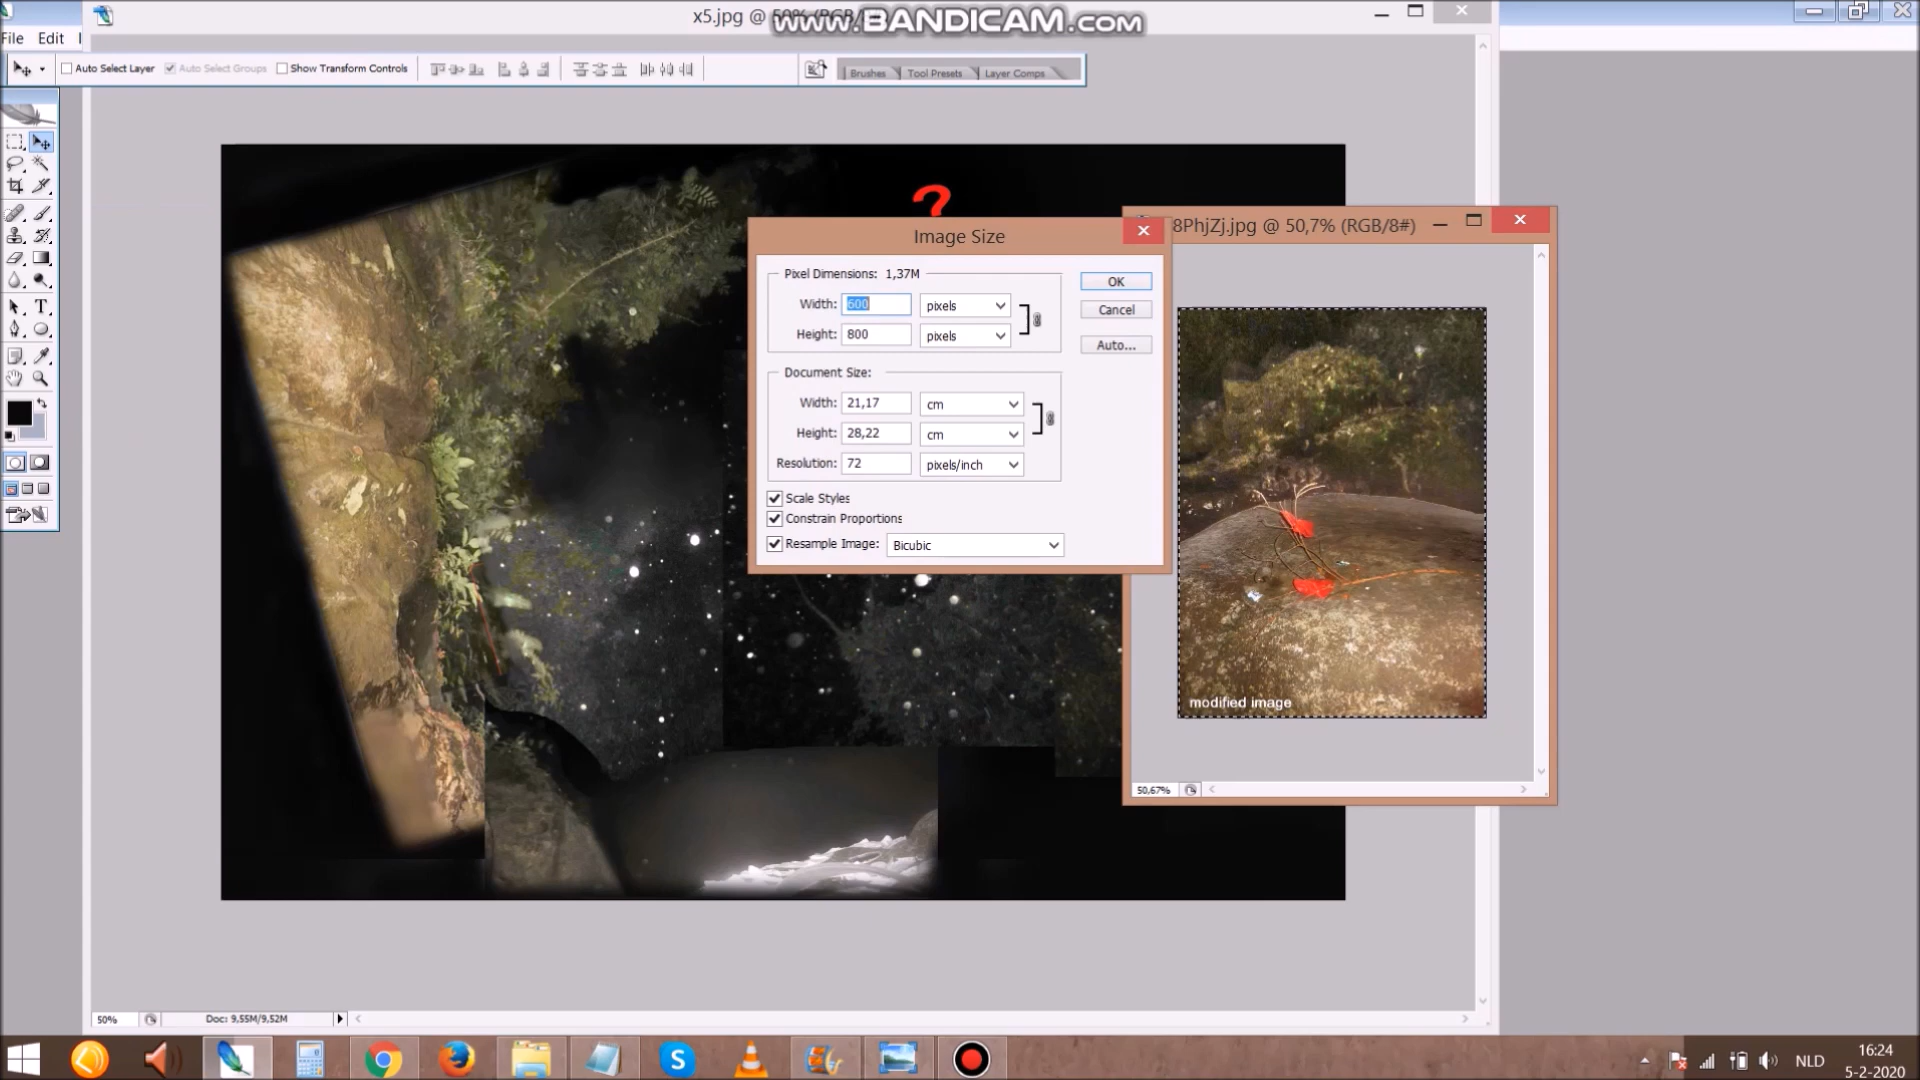 x5.jpg @ 50% (RGB/8
www.BANDICAM.com
File Edit I
Auto Select Layer Auto Select Groups Show Transform Controls
Brushes Tool Presets Layer Comps
?
8PhjZj.jpg @ 50,7% (RGB/8#)
Image Size
Pixel Dimensions: 1,37M
Width: 600 pixels
Height: 800 pixels
Document Size:
Width: 21,17 cm
Height: 28,22 cm
Resolution: 72 pixels/inch
Scale Styles
Constrain Proportions
Resample Image: Bicubic
OK
Cancel
Auto...
T
modified image
50,67%
50%
Doc: 9,55M/9,52M
S
NLD
16:24
5-2-2020